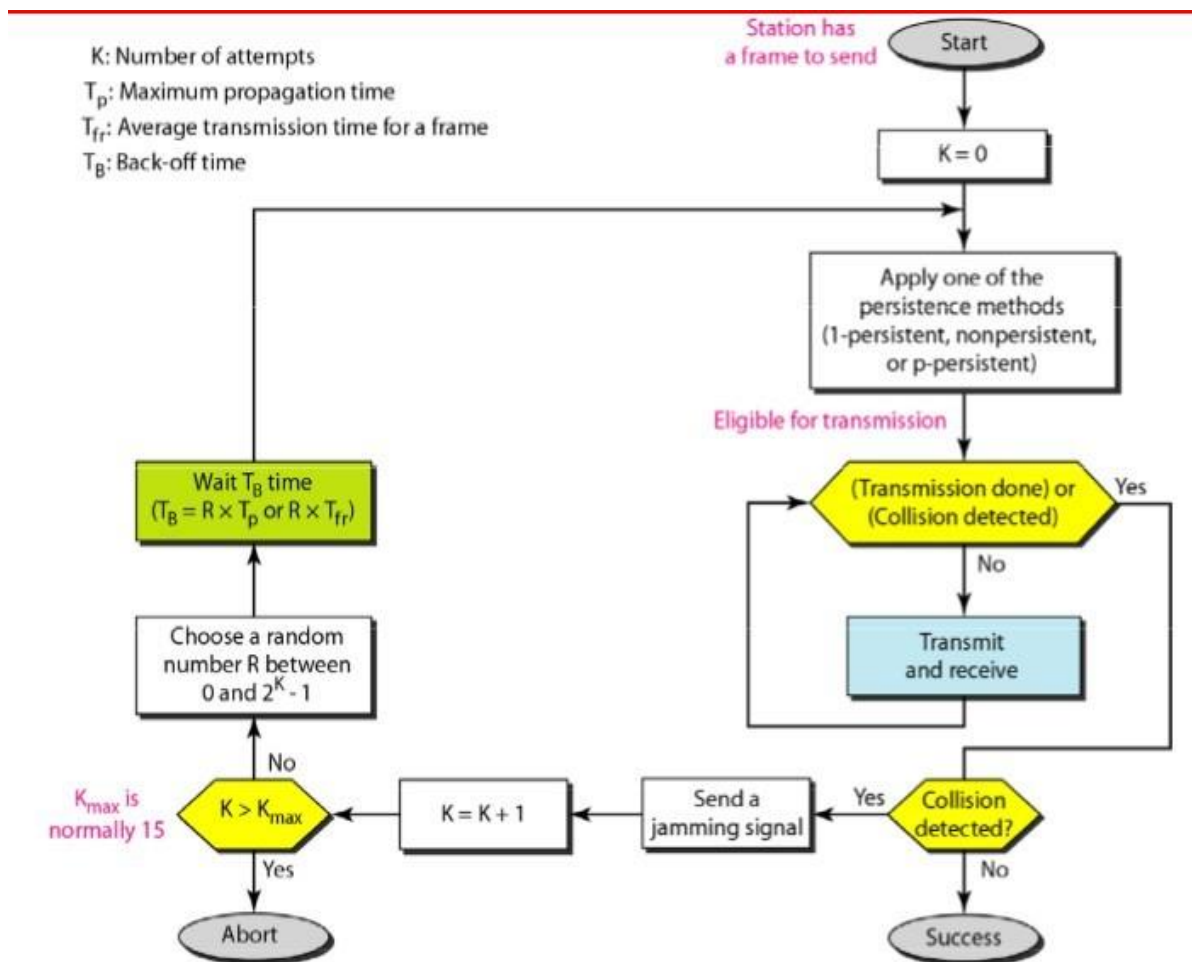 K: Number of attempts
Tp: Maximum propagation time
Tfr: Average transmission time for a frame
TB: Back-off time
Station has
a frame to send
Start
K = 0
Apply one of the
persistence methods
(1-persistent, nonpersistent,
or p-persistent)
Eligible for transmission
(Transmission done) or
(Collision detected)
Yes
No
Transmit
and receive
Wait TB time
(TB = R × Tp or R × Tfr)
Choose a random
number R between
0 and 2^K - 1
No
Kmax is
normally 15
K > Kmax
K = K + 1
Send a
jamming signal
Yes
Collision
detected?
Yes
No
Abort
Success